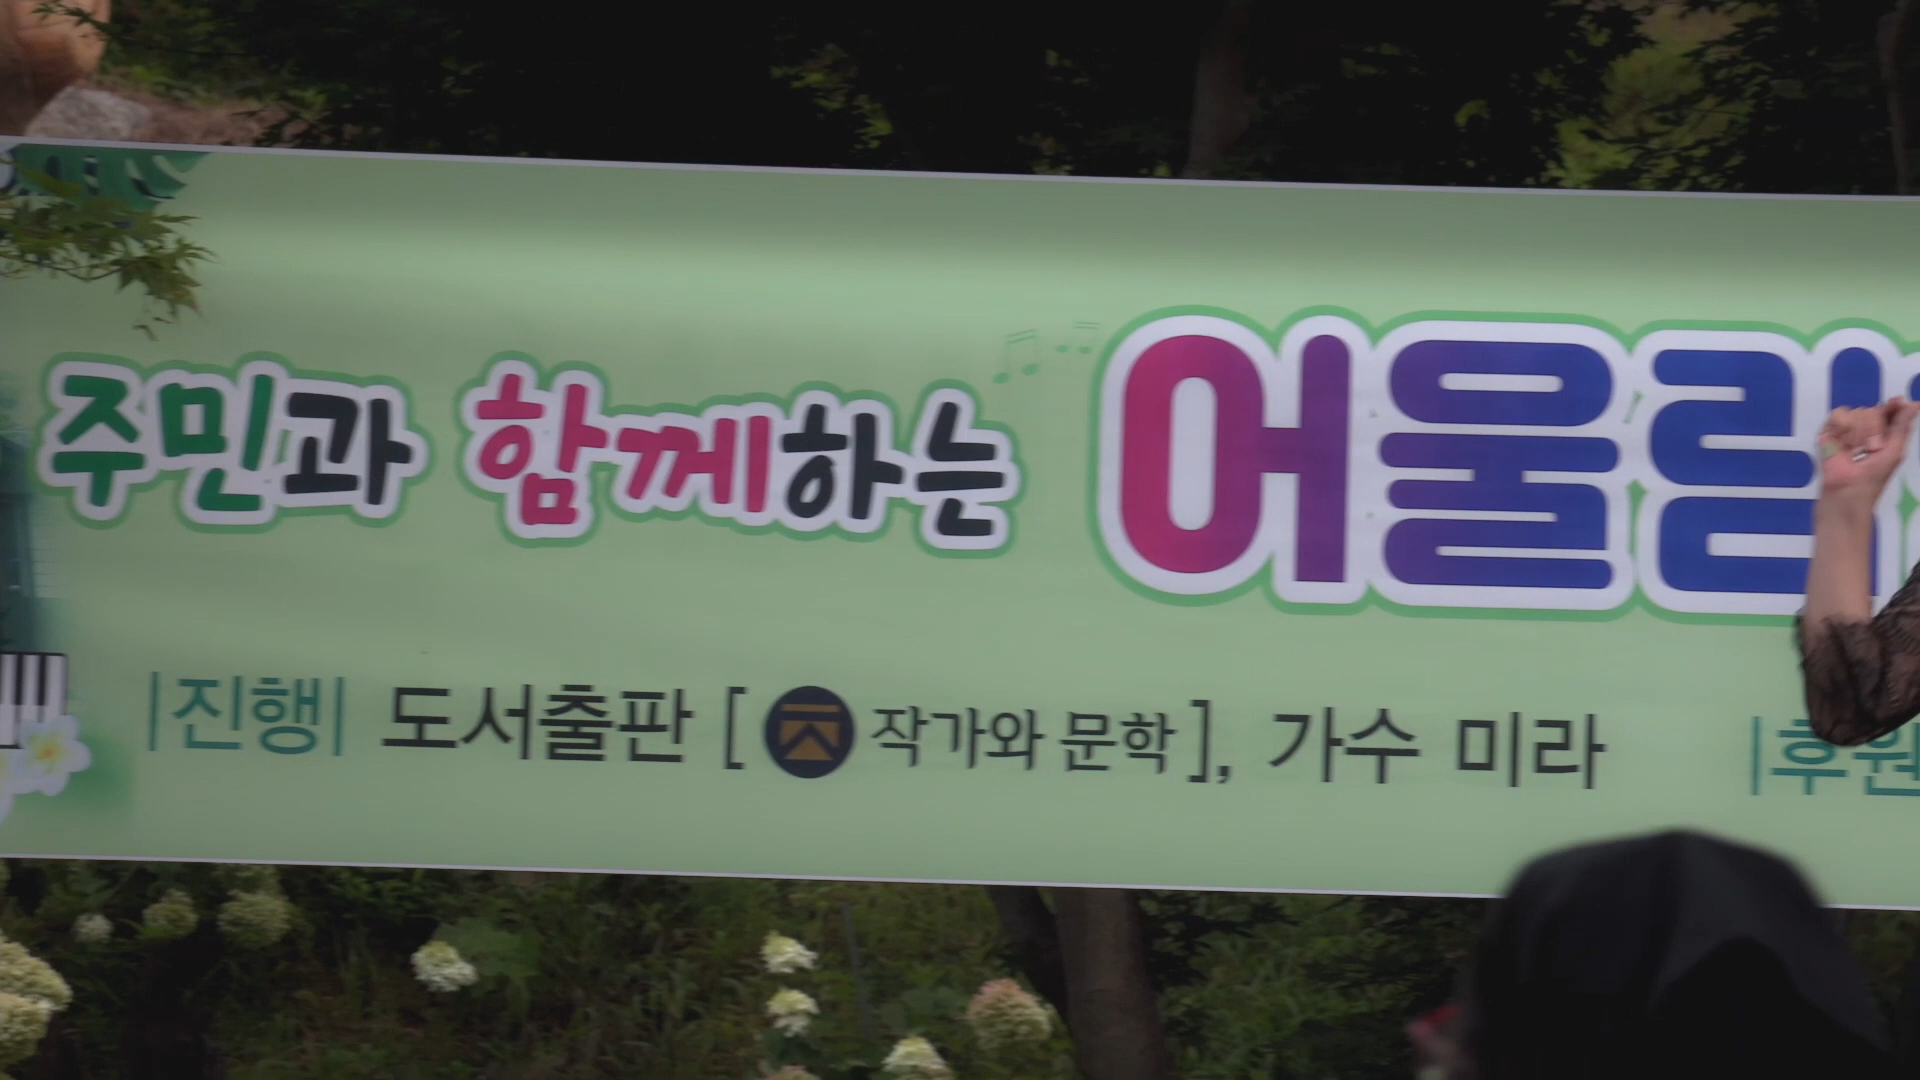 주민과 함께하는 어울림
|진행| 도서출판 [작가와 문학], 가수 미라 |후원